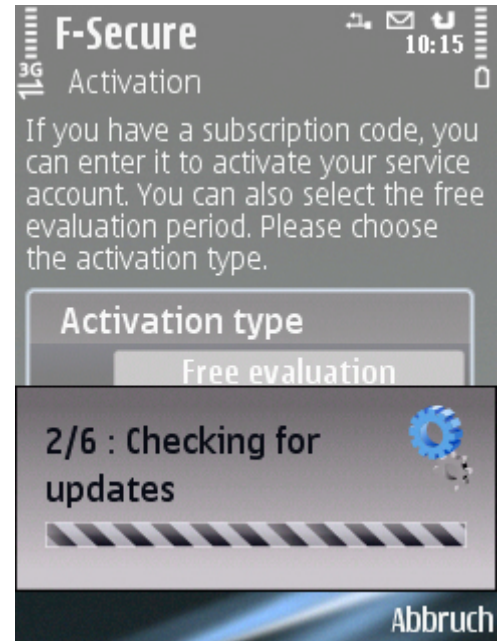 F-Secure
10:15
3G
Activation
If you have a subscription code, you
can enter it to activate your service
account. You can also select the free
evaluation period. Please choose
the activation type.
Activation type
Free evaluation
2/6 : Checking for
updates
Abbruch